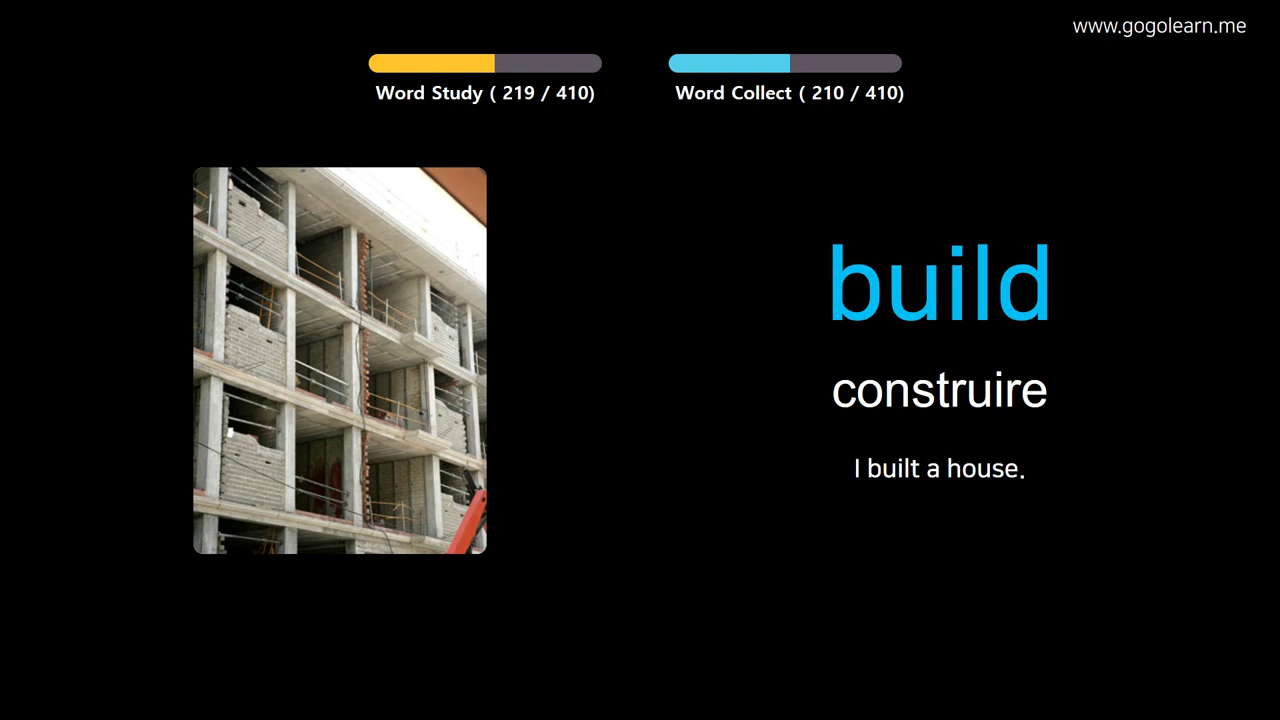 www.gogolearn.me
Word Study ( 219 / 410)
Word Collect ( 210 / 410)
build
construire
I built a house.